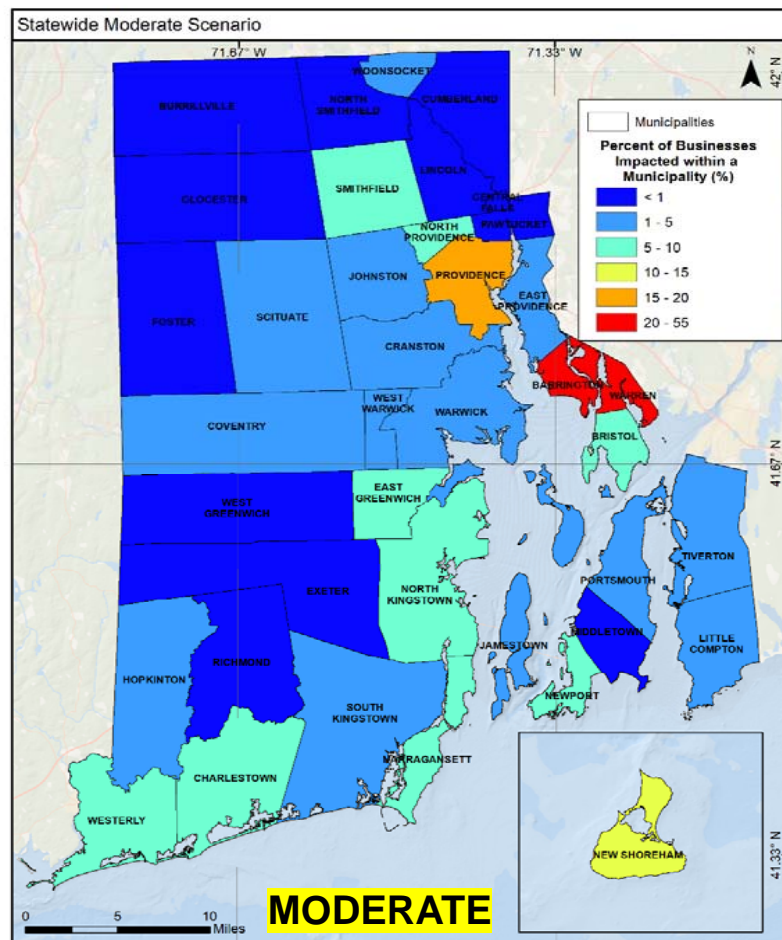 Statewide Moderate Scenario
71.67° W
71.33° W
N
42° N
WOONSOCKET
BURRILLVILLE
NORTH
SMITHFIELD
CUMBERLAND
Municipalities
Percent of Businesses
Impacted within a
Municipality (%)
< 1
1 - 5
5 - 10
10 - 15
15 - 20
20 - 55
GLOCESTER
SMITHFIELD
LINCOLN
CENTRAL
FALLS
PAWTUCKET
NORTH
PROVIDENCE
JOHNSTON
PROVIDENCE
EAST
PROVIDENCE
FOSTER
SCITUATE
CRANSTON
BARRINGTON
WARREN
WEST
WARWICK
WARWICK
COVENTRY
BRISTOL
41.67° N
EAST
GREENWICH
WEST
GREENWICH
TIVERTON
PORTSMOUTH
EXETER
NORTH
KINGSTOWN
MIDDLETOWN
JAMESTOWN
LITTLE
COMPTON
RICHMOND
HOPKINTON
NEWPORT
SOUTH
KINGSTOWN
NARRAGANSETT
CHARLESTOWN
WESTERLY
NEW SHOREHAM
41.33° N
0 5 10
Miles
MODERATE